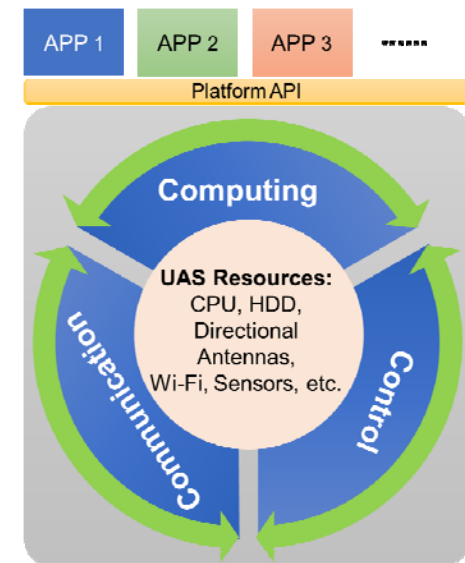 APP 1 APP 2 APP 3 ......
Platform API
Computing
UAS Resources:
CPU, HDD,
Directional
Antennas,
Wi-Fi, Sensors, etc.
Communication
Control